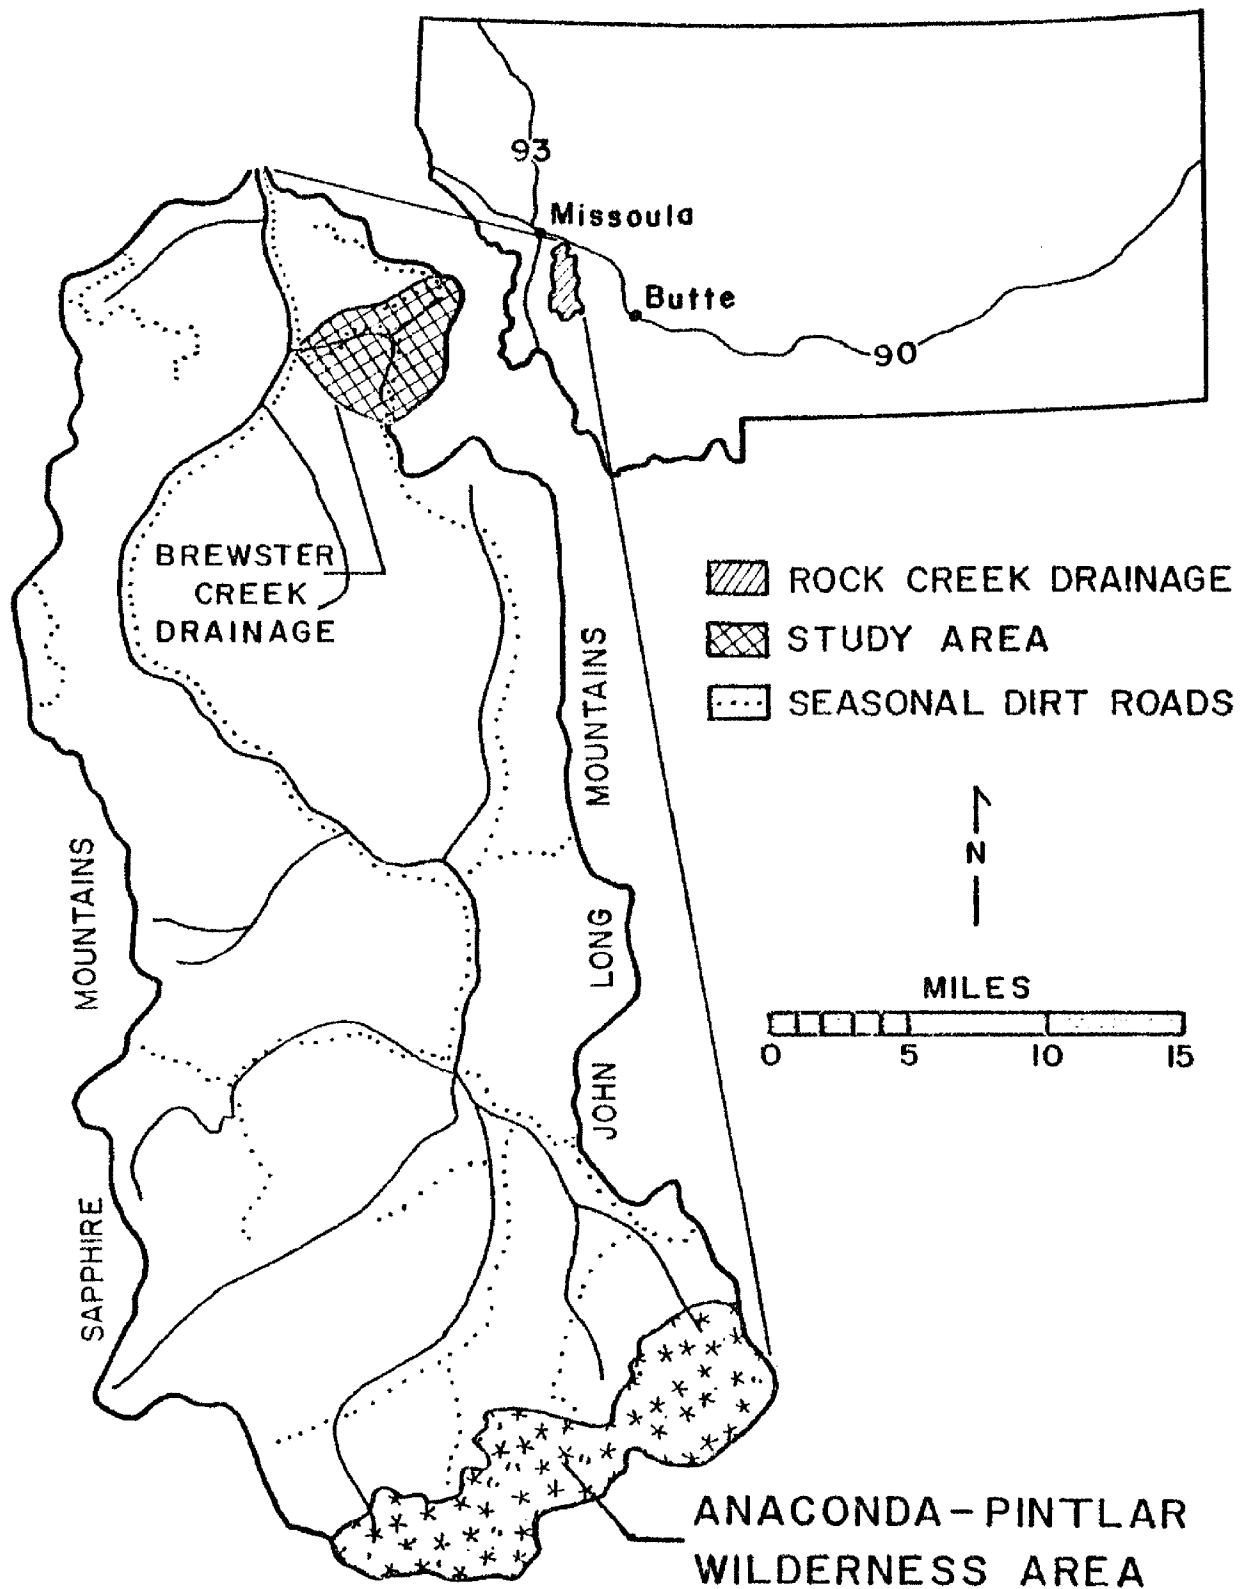 93
Missoula
Butte
90
BREWSTER
CREEK
DRAINAGE
ROCK CREEK DRAINAGE
STUDY AREA
SEASONAL DIRT ROADS
MOUNTAINS
N
MOUNTAINS
LONG
MILES
0 5 10 15
JOHN
SAPPHIRE
ANACONDA-PINTLAR
WILDERNESS AREA